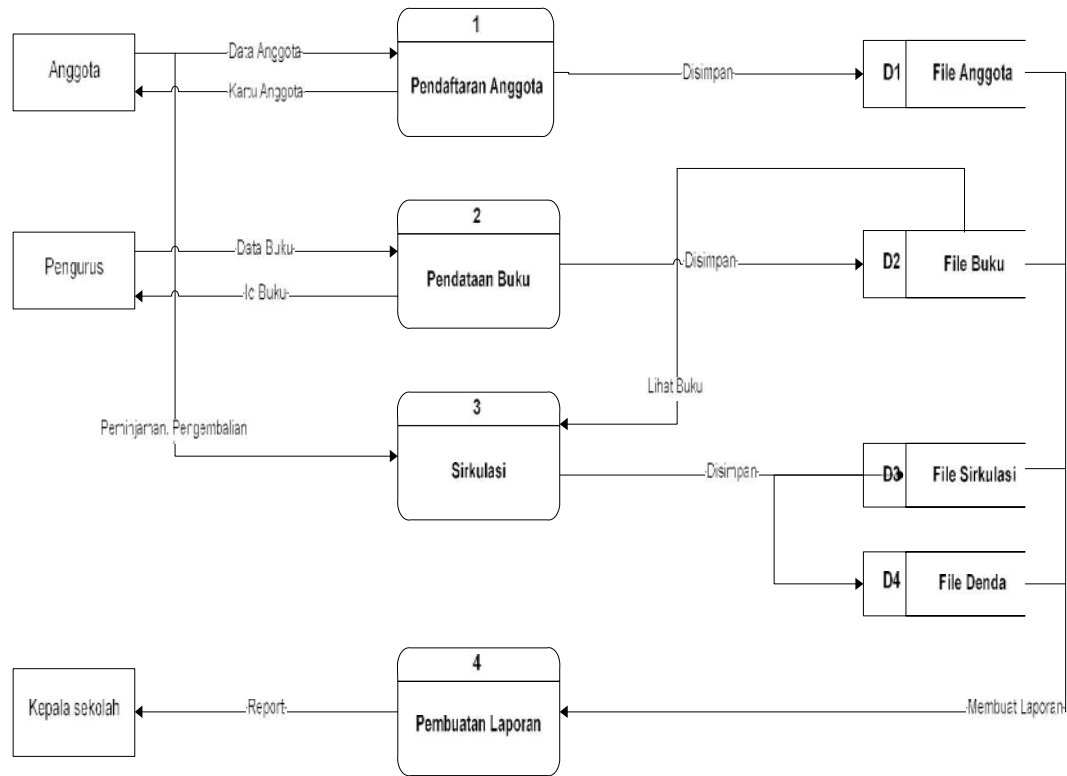 1
Anggota
Data Anggota
Kartu Anggota
Pendaftaran Anggota
Disimpan
D1
File Anggota
2
Pengurus
Data Buku
Id Buku
Pendataan Buku
Disimpan
D2
File Buku
Lihat Buku
3
Peminjaman, Pengembalian
Sirkulasi
Disimpan
D3
File Sirkulasi
D4
File Denda
4
Kepala sekolah
Report
Pembuatan Laporan
Membuat Laporan